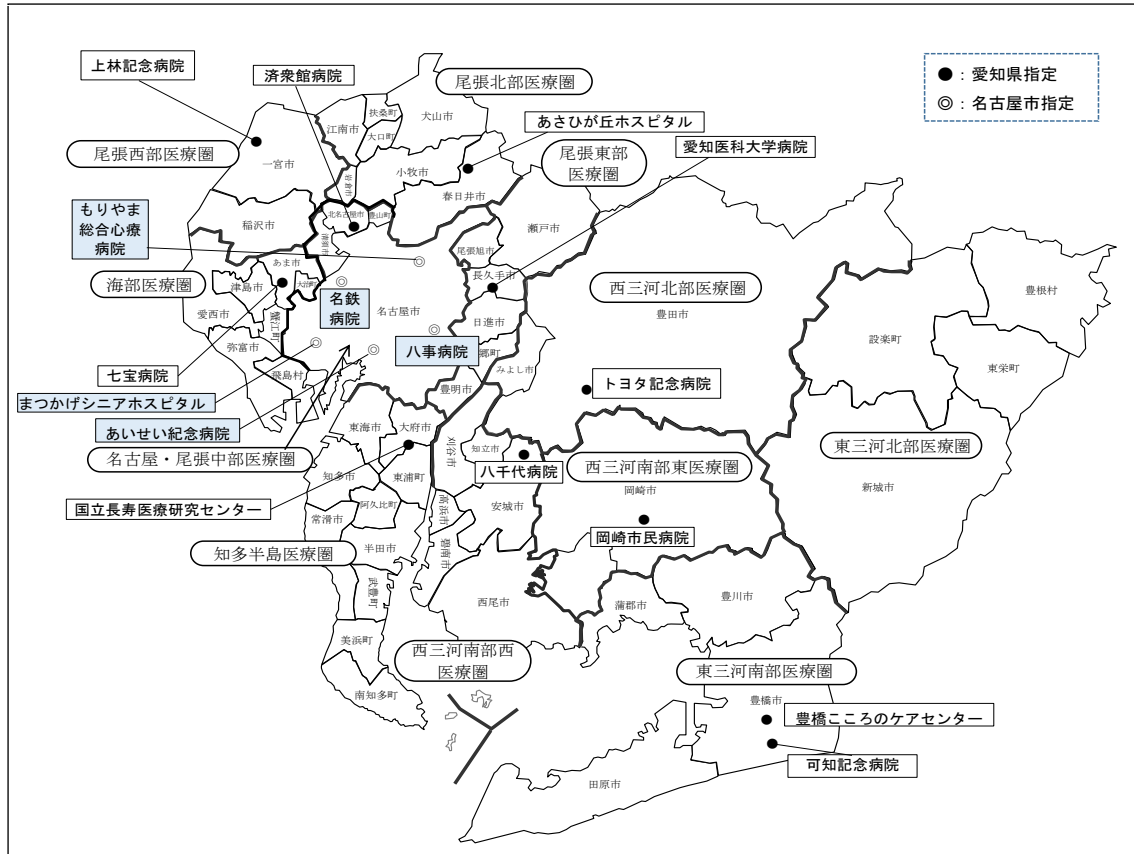 上林記念病院
済衆館病院
尾張北部医療圏
● : 愛知県指定
◎ : 名古屋市指定
扶桑町
犬山市
江南市
大口町
あさひが丘ホスピタル
尾張西部医療圏
一宮市
尾張東部
医療圏
愛知医科大学病院
小牧市
岩倉市
春日井市
もりやま
総合心療
病院
稲沢市
北名古屋市
豊山町
瀬戸市
清須市
尾張旭市
あま市
長久手市
海部医療圏
津島市
大治町
西三河北部医療圏
豊根村
名鉄
病院
名古屋市
豊田市
愛西市
蟹江町
日進市
設楽町
弥富市
八事病院
郷町
東栄町
みよし市
七宝病院
飛島村
豊明市
トヨタ記念病院
まつかげシニアホスピタル
あいせい紀念病院
東海市
大府市
名古屋・尾張中部医療圏
刈谷市
知立市
東三河北部医療圏
八千代病院
西三河南部東医療圏
知多市
東浦町
岡崎市
新城市
国立長寿医療研究センター
阿久比町
高浜市
安城市
常滑市
岡崎市民病院
知多半島医療圏
半田市
碧南市
武豊町
西尾市
豊川市
蒲郡市
美浜町
西三河南部西
医療圏
東三河南部医療圏
南知多町
豊橋市
豊橋こころのケアセンター
可知記念病院
田原市